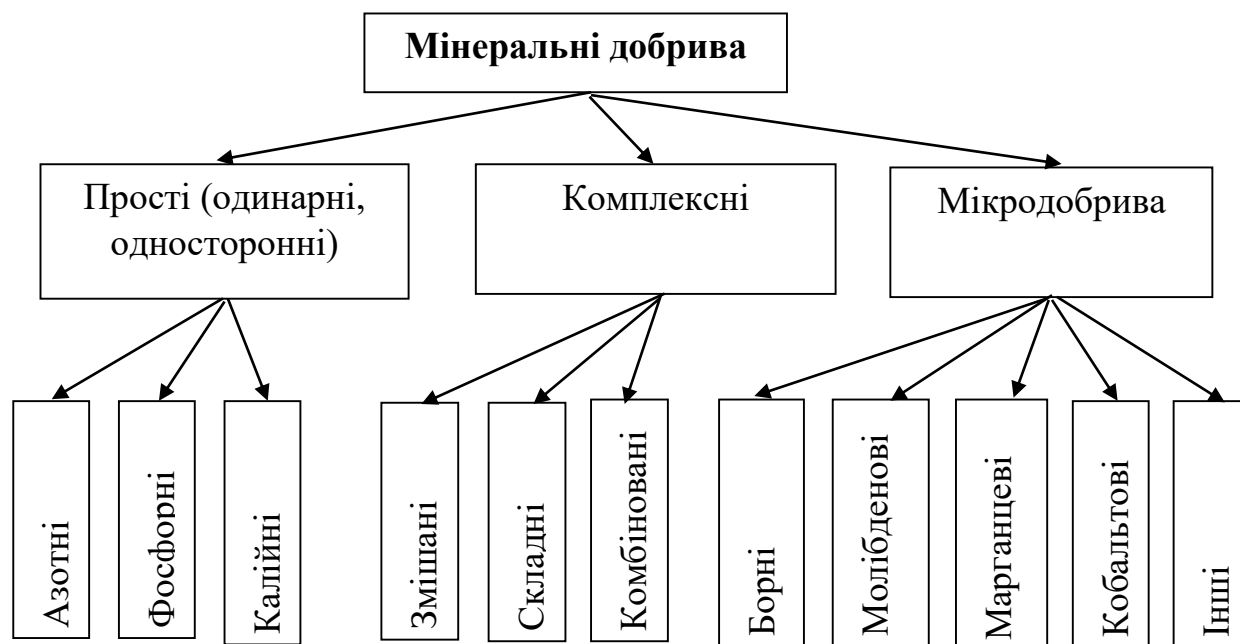 Мінеральні добрива
Прості (одинарні,
односторонні)
Комплексні
Мікродобрива
Азотні
Фосфорні
Калійні
Змішані
Складні
Комбіновані
Борні
Молібденові
Марганцеві
Кобальтові
Інші